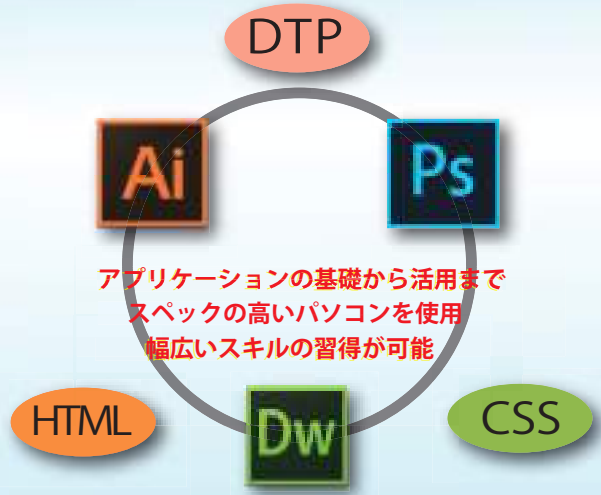 DTP
Ai
Ps
アプリケーションの基礎から活用まで
スペックの高いパソコンを使用
幅広いスキルの習得が可能
HTML
Dw
CSS